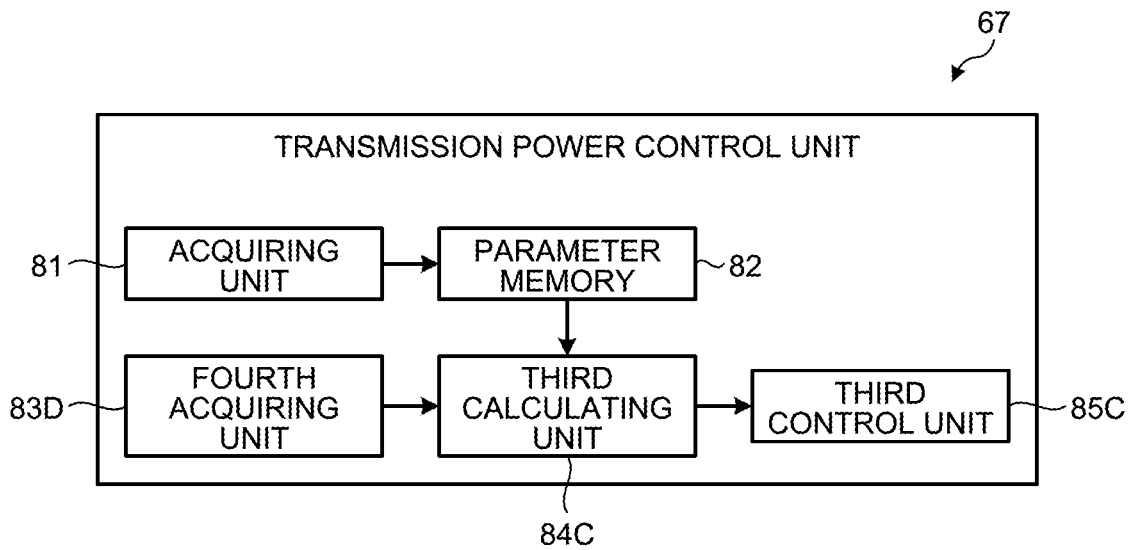 67
TRANSMISSION POWER CONTROL UNIT
81
ACQUIRING
UNIT
PARAMETER
MEMORY
82
83D
FOURTH
ACQUIRING
UNIT
THIRD
CALCULATING
UNIT
THIRD
CONTROL UNIT
85C
84C